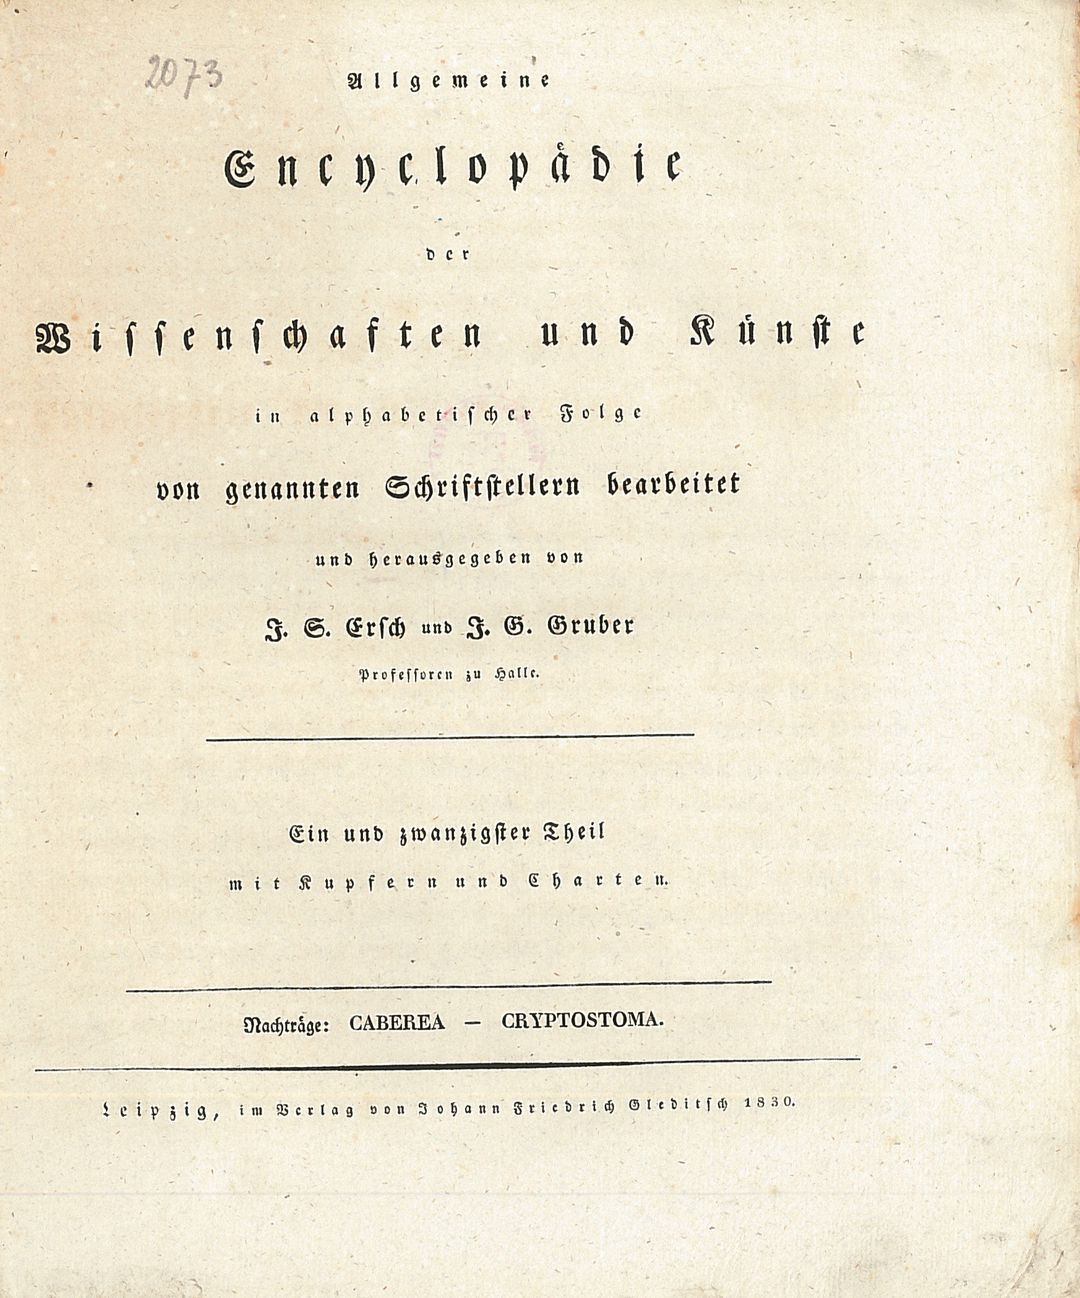 2073
Allgemeine
Encyclopädie
der
Wissenschaften und Künste
in alphabetischer Folge
von genannten Schriftstellern bearbeitet
und herausgegeben von
J. S. Ersch und J. G. Gruber
Professoren zu Halle.
Ein und zwanzigster Theil
mit Kupfern und Charten.
Nachträge: CABEREA — CRYPTOSTOMA.
Leipzig, im Verlag von Johann Friedrich Gleditsch 1830.